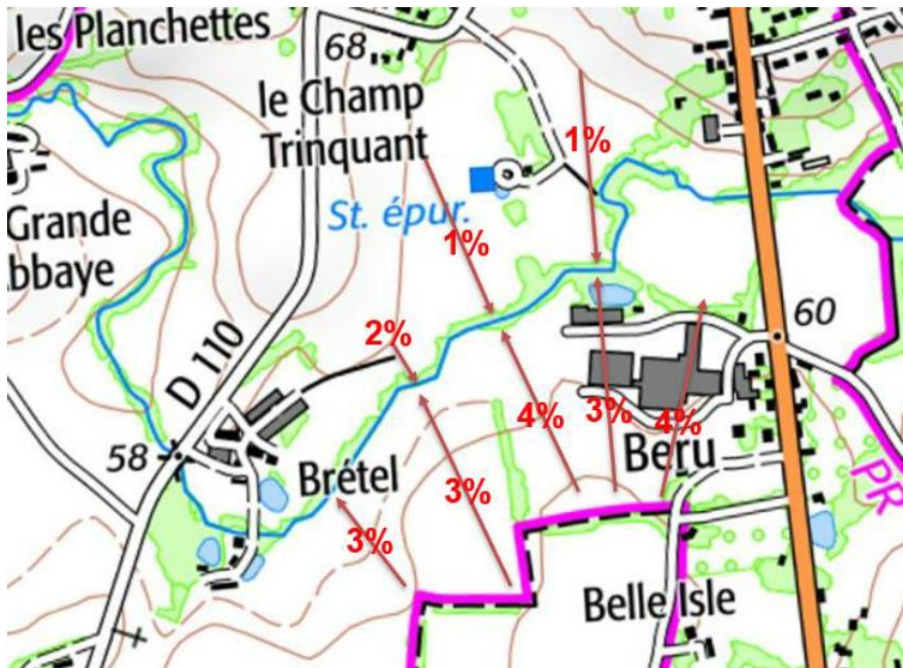 les Planchettes
68
le Champ
Trinquant
1%
St. épur.
Grande
bbaye
1%
60
2%
D 110
4%
3%
4%
Beru
58
Brétel
3%
3%
PR
Belle Isle